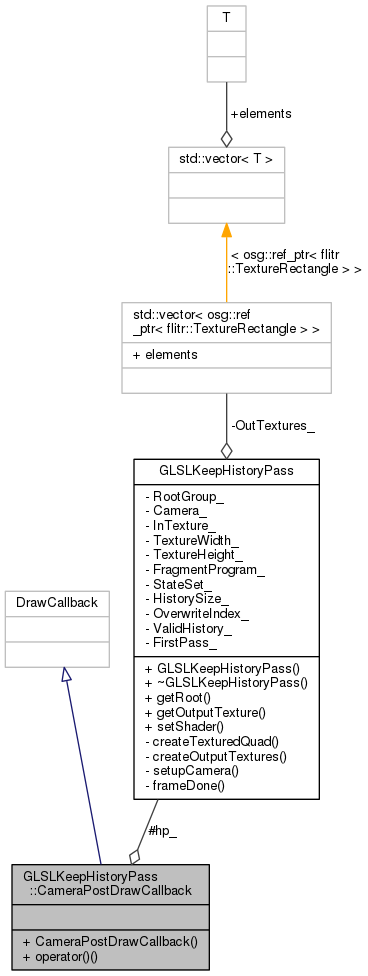 T
+elements
std::vector< T >
< osg::ref_ptr< flitr
::TextureRectangle > >
std::vector< osg::ref
_ptr< flitr::TextureRectangle > >
+ elements
-OutTextures_
GLSLKeepHistoryPass
- RootGroup_
- Camera_
- InTexture_
- TextureWidth_
- TextureHeight_
- FragmentProgram_
- StateSet_
- HistorySize_
- OverwriteIndex_
- ValidHistory_
- FirstPass_
+ GLSLKeepHistoryPass()
+ ~GLSLKeepHistoryPass()
+ getRoot()
+ getOutputTexture()
+ setShader()
- createTexturedQuad()
- createOutputTextures()
- setupCamera()
- frameDone()
DrawCallback
#hp_
GLSLKeepHistoryPass
::CameraPostDrawCallback
+ CameraPostDrawCallback()
+ operator()()